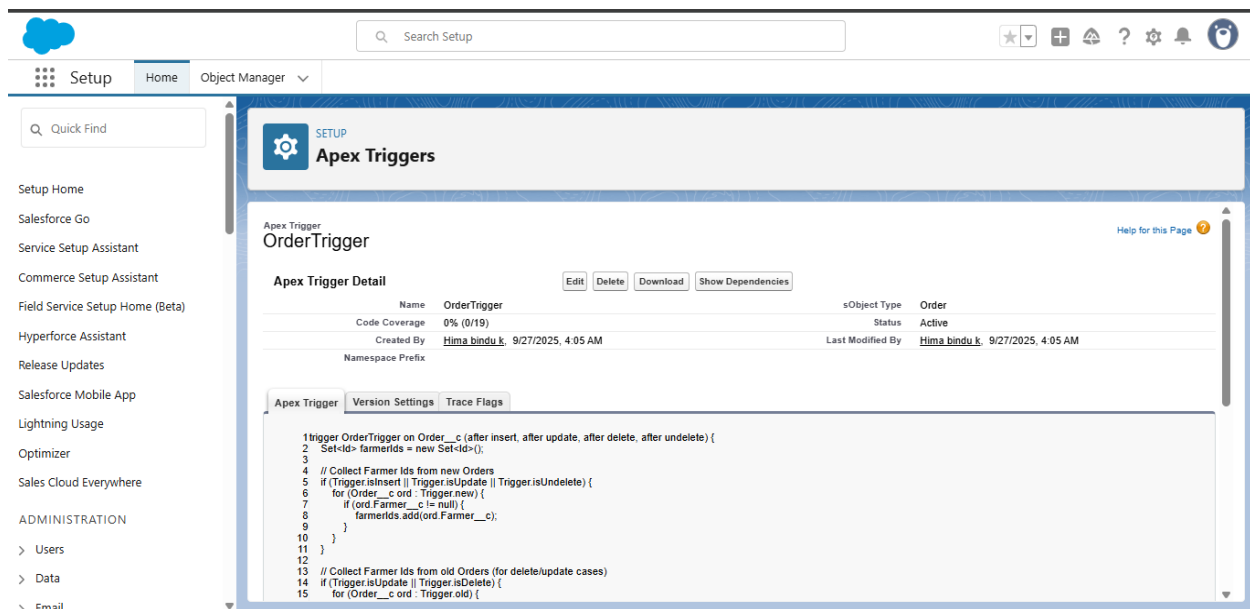 Search Setup
Setup
Home
Object Manager
Quick Find
Setup Home
Salesforce Go
Service Setup Assistant
Commerce Setup Assistant
Field Service Setup Home (Beta)
Hyperforce Assistant
Release Updates
Salesforce Mobile App
Lightning Usage
Optimizer
Sales Cloud Everywhere
ADMINISTRATION
Users
Data
Email
SETUP
Apex Triggers
Apex Trigger
OrderTrigger
Help for this Page ?
Apex Trigger Detail
Edit Delete Download Show Dependencies
Name OrderTrigger sObject Type Order
Code Coverage 0% (0/19) Status Active
Created By Hima bindu k, 9/27/2025, 4:05 AM Last Modified By Hima bindu k, 9/27/2025, 4:05 AM
Namespace Prefix
Apex Trigger Version Settings Trace Flags
1 trigger OrderTrigger on Order__c (after insert, after update, after delete, after undelete) {
2 Set<Id> farmerIds = new Set<Id>();
3
4 // Collect Farmer Ids from new Orders
5 if (Trigger.isInsert || Trigger.isUpdate || Trigger.isUndelete) {
6 for (Order__c ord : Trigger.new) {
7 if (ord.Farmer__c != null) {
8 farmerIds.add(ord.Farmer__c);
9 }
10 }
11 }
12
13 // Collect Farmer Ids from old Orders (for delete/update cases)
14 if (Trigger.isUpdate || Trigger.isDelete) {
15 for (Order__c ord : Trigger.old) {